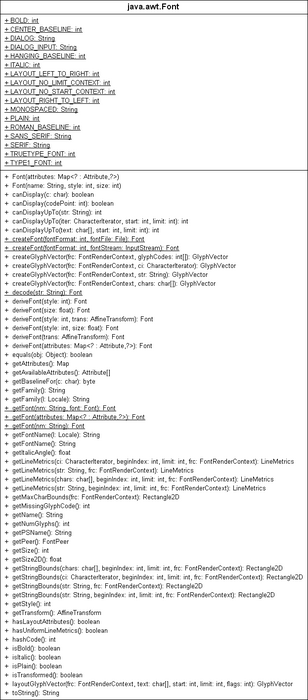 java.awt.Font
+ BOLD: int
+ CENTER_BASELINE: int
+ DIALOG: String
+ DIALOG_INPUT: String
+ HANGING_BASELINE: int
+ ITALIC: int
+ LAYOUT_LEFT_TO_RIGHT: int
+ LAYOUT_NO_LIMIT_CONTEXT: int
+ LAYOUT_NO_START_CONTEXT: int
+ LAYOUT_RIGHT_TO_LEFT: int
+ MONOSPACED: String
+ PLAIN: int
+ ROMAN_BASELINE: int
+ SANS_SERIF: String
+ SERIF: String
+ TRUETYPE_FONT: int
+ TYPE1_FONT: int
+ Font(attributes: Map<? : Attribute,?>)
+ Font(name: String, style: int, size: int)
+ canDisplay(c: char): boolean
+ canDisplay(codePoint: int): boolean
+ canDisplayUpTo(str: String): int
+ canDisplayUpTo(iter: CharacterIterator, start: int, limit: int): int
+ canDisplayUpTo(text: char[], start: int, limit: int): int
+ createFont(fontFormat: int, fontFile: File): Font
+ createFont(fontFormat: int, fontStream: InputStream): Font
+ createGlyphVector(frc: FontRenderContext, glyphCodes: int[]): GlyphVector
+ createGlyphVector(frc: FontRenderContext, ci: CharacterIterator): GlyphVector
+ createGlyphVector(frc: FontRenderContext, str: String): GlyphVector
+ createGlyphVector(frc: FontRenderContext, chars: char[]): GlyphVector
+ decode(str: String): Font
+ deriveFont(style: int): Font
+ deriveFont(size: float): Font
+ deriveFont(style: int, trans: AffineTransform): Font
+ deriveFont(style: int, size: float): Font
+ deriveFont(trans: AffineTransform): Font
+ deriveFont(attributes: Map<? : Attribute,?>): Font
+ equals(obj: Object): boolean
+ getAttributes(): Map
+ getAvailableAttributes(): Attribute[]
+ getBaselineFor(c: char): byte
+ getFamily(): String
+ getFamily(l: Locale): String
+ getFont(nm: String, font: Font): Font
+ getFont(attributes: Map<? : Attribute,?>): Font
+ getFont(nm: String): Font
+ getFontName(l: Locale): String
+ getFontName(): String
+ getItalicAngle(): float
+ getLineMetrics(ci: CharacterIterator, beginIndex: int, limit: int, frc: FontRenderContext): LineMetrics
+ getLineMetrics(str: String, frc: FontRenderContext): LineMetrics
+ getLineMetrics(chars: char[], beginIndex: int, limit: int, frc: FontRenderContext): LineMetrics
+ getLineMetrics(str: String, beginIndex: int, limit: int, frc: FontRenderContext): LineMetrics
+ getMaxCharBounds(frc: FontRenderContext): Rectangle2D
+ getMissingGlyphCode(): int
+ getName(): String
+ getNumGlyphs(): int
+ getPSName(): String
+ getPeer(): FontPeer
+ getSize(): int
+ getSize2D(): float
+ getStringBounds(chars: char[], beginIndex: int, limit: int, frc: FontRenderContext): Rectangle2D
+ getStringBounds(ci: CharacterIterator, beginIndex: int, limit: int, frc: FontRenderContext): Rectangle2D
+ getStringBounds(str: String, frc: FontRenderContext): Rectangle2D
+ getStringBounds(str: String, beginIndex: int, limit: int, frc: FontRenderContext): Rectangle2D
+ getStyle(): int
+ getTransform(): AffineTransform
+ hasLayoutAttributes(): boolean
+ hasUniformLineMetrics(): boolean
+ hashCode(): int
+ isBold(): boolean
+ isItalic(): boolean
+ isPlain(): boolean
+ isTransformed(): boolean
+ layoutGlyphVector(frc: FontRenderContext, text: char[], start: int, limit: int, flags: int): GlyphVector
+ toString(): String